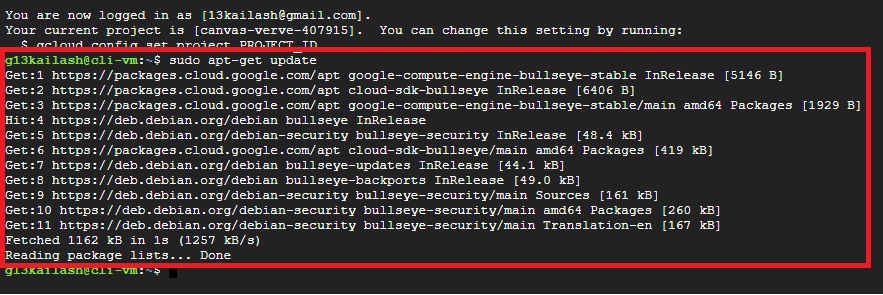 You are now logged in as [13kailash@gmail.com].
Your current project is [canvas-verve-407915].  You can change this setting by running:
  $ gcloud config set project PROJECT_ID
g13kailash@cli-vm:~$ sudo apt-get update
Get:1 https://packages.cloud.google.com/apt google-compute-engine-bullseye-stable InRelease [5146 B]
Get:2 https://packages.cloud.google.com/apt cloud-sdk-bullseye InRelease [6406 B]
Get:3 https://packages.cloud.google.com/apt google-compute-engine-bullseye-stable/main amd64 Packages [1929 B]
Hit:4 https://deb.debian.org/debian bullseye InRelease
Get:5 https://deb.debian.org/debian-security bullseye-security InRelease [48.4 kB]
Get:6 https://packages.cloud.google.com/apt cloud-sdk-bullseye/main amd64 Packages [419 kB]
Get:7 https://deb.debian.org/debian bullseye-updates InRelease [44.1 kB]
Get:8 https://deb.debian.org/debian bullseye-backports InRelease [49.0 kB]
Get:9 https://deb.debian.org/debian-security bullseye-security/main Sources [161 kB]
Get:10 https://deb.debian.org/debian-security bullseye-security/main amd64 Packages [260 kB]
Get:11 https://deb.debian.org/debian-security bullseye-security/main Translation-en [167 kB]
Fetched 1162 kB in 1s (1257 kB/s)
Reading package lists... Done
g13kailash@cli-vm:~$